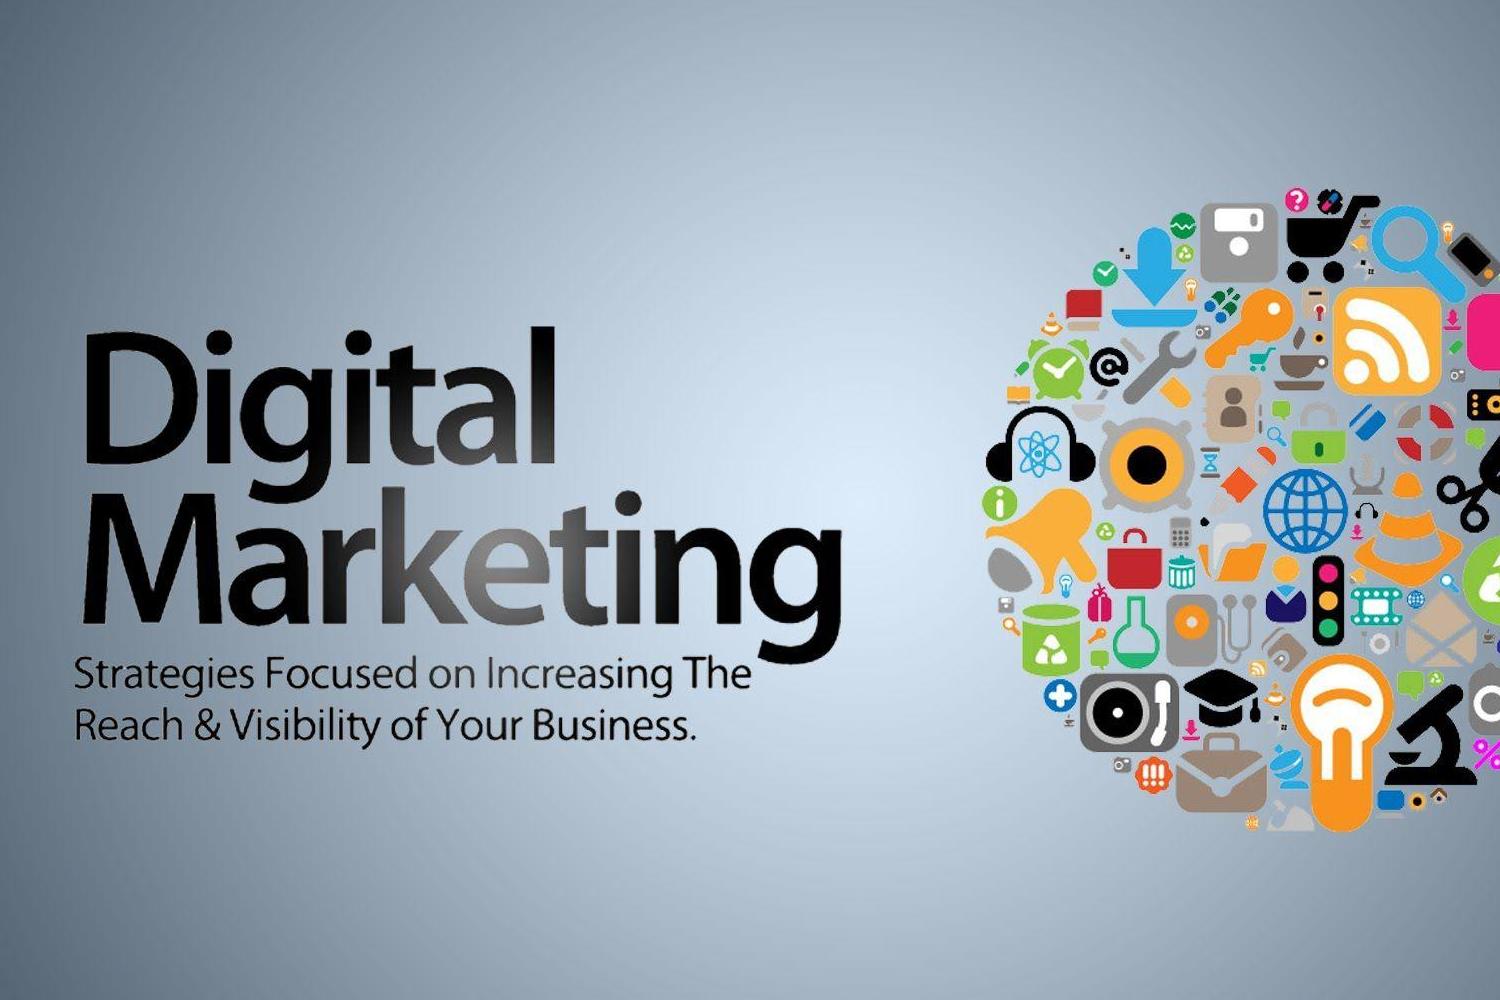 Digital
Marketing
Strategies Focused on Increasing The
Reach & Visibility of Your Business.